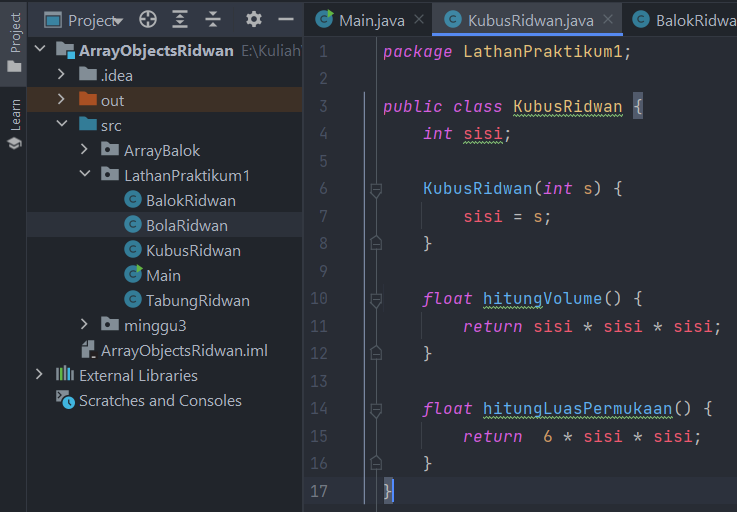 Project
Learn
Project
ArrayObjectsRidwan E:\Kuliah\
.idea
out
src
ArrayBalok
LathanPraktikum1
BalokRidwan
BolaRidwan
KubusRidwan
Main
TabungRidwan
minggu3
ArrayObjectsRidwan.iml
External Libraries
Scratches and Consoles
Main.java
KubusRidwan.java
BalokRidwa
1 package LathanPraktikum1;
2
3 public class KubusRidwan {
4 int sisi;
5
6 KubusRidwan(int s) {
7 sisi = s;
8 }
9
10 float hitungVolume() {
11 return sisi * sisi * sisi;
12 }
13
14 float hitungLuasPermukaan() {
15 return  6 * sisi * sisi;
16 }
17 }